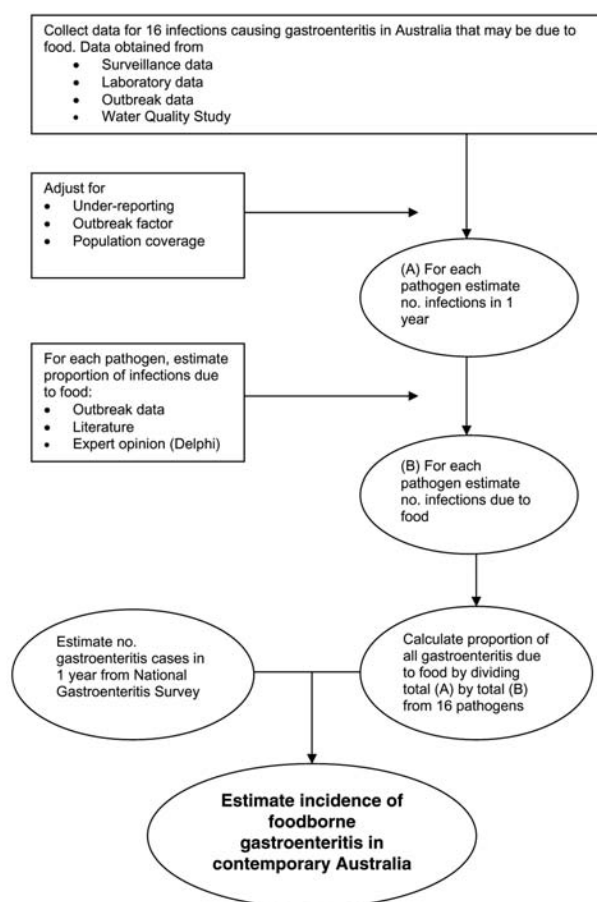 Collect data for 16 infections causing gastroenteritis in Australia that may be due to
food. Data obtained from
• Surveillance data
• Laboratory data
• Outbreak data
• Water Quality Study
Adjust for
• Under-reporting
• Outbreak factor
• Population coverage
(A) For each
pathogen estimate
no. infections in 1
year
For each pathogen, estimate
proportion of infections due
to food:
• Outbreak data
• Literature
• Expert opinion (Delphi)
(B) For each
pathogen estimate
no. infections due to
food
Estimate no.
gastroenteritis cases in
1 year from National
Gastroenteritis Survey
Calculate proportion of
all gastroenteritis due
to food by dividing
total (A) by total (B)
from 16 pathogens
Estimate incidence of
foodborne
gastroenteritis in
contemporary Australia